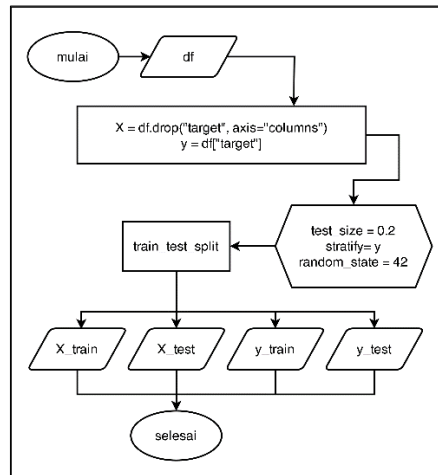 mulai
df
X = df.drop("target", axis="columns")
y = df["target"]
test_size = 0.2
stratify= y
random_state = 42
train test split
X_train
X_test
y_train
y_test
selesai